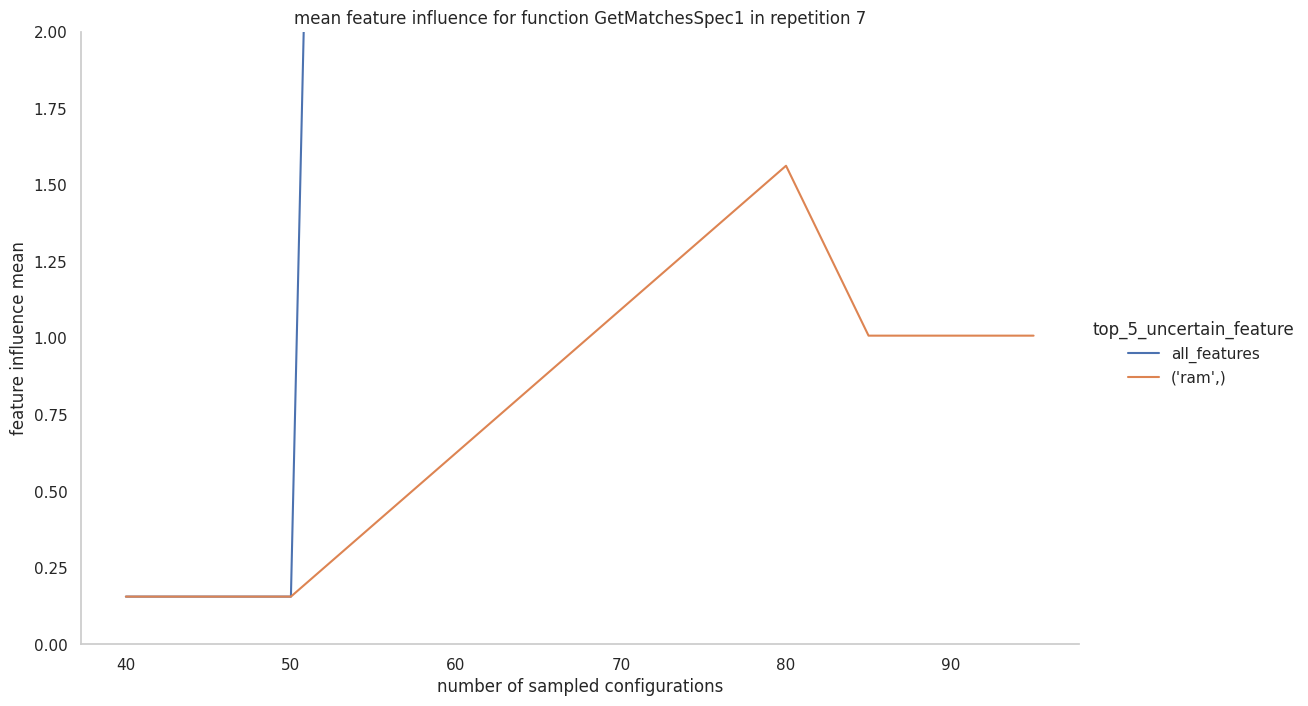 mean feature influence for function GetMatchesSpec1 in repetition 7
2.00
1.75
1.50
1.25
1.00
0.75
0.50
0.25
0.00
feature influence mean
40 50 60 70 80 90
number of sampled configurations
top_5_uncertain_feature
all_features
('ram',)